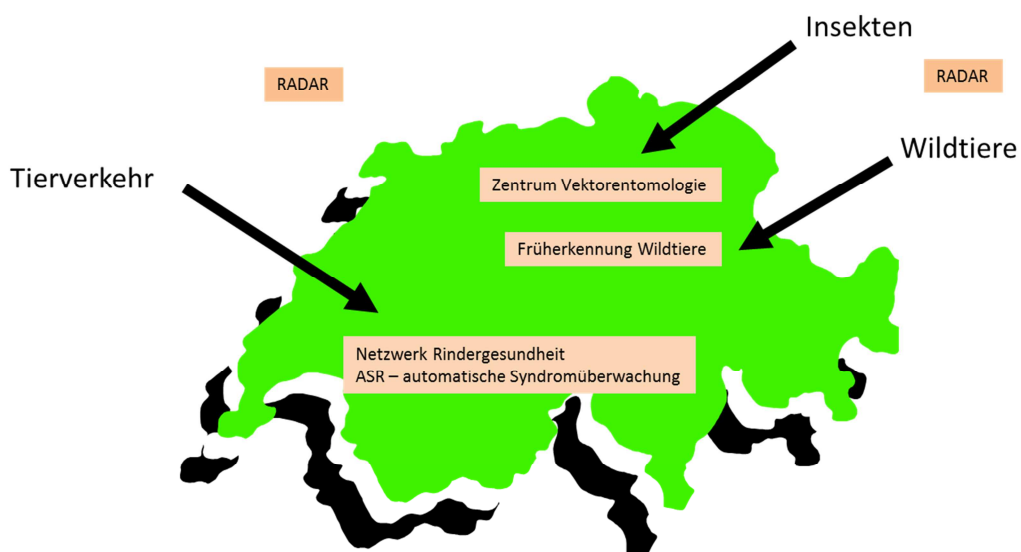 Insekten
RADAR
RADAR
Wildtiere
Tierverkehr
Zentrum Vektorentomologie
Früherkennung Wildtiere
Netzwerk Rindergesundheit
ASR – automatische Syndromüberwachung